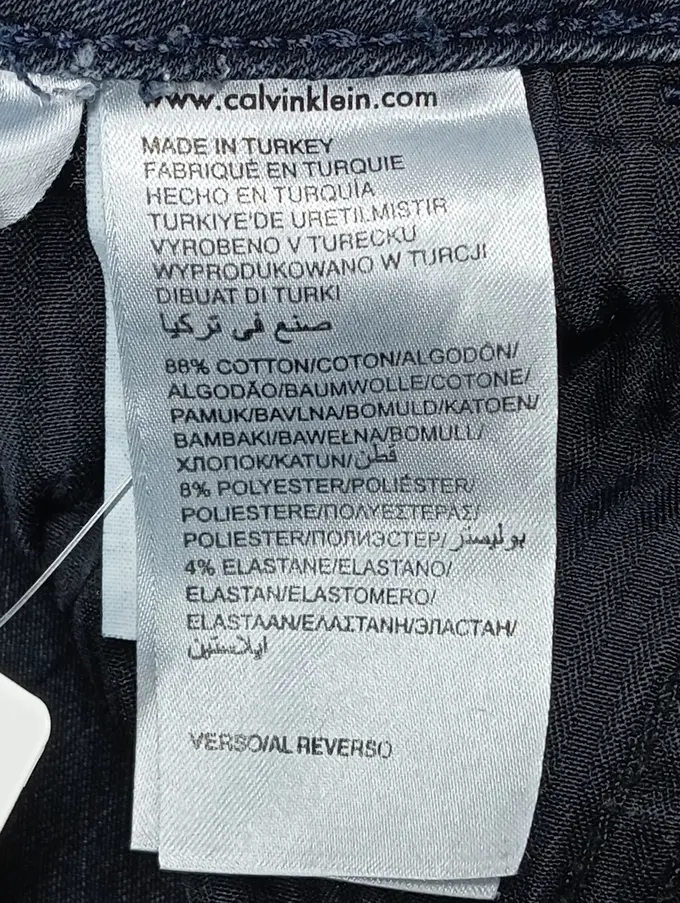 www.calvinklein.com
MADE IN TURKEY
FABRIQUÉ EN TURQUIE
HECHO EN TURQUÍA
TURKIYE'DE URETILMISTIR
VYROBENO V TURECKU
WYPRODUKOWANO W TURCJI
DIBUAT DI TURKI
صنع في تركيا
88% COTTON/COTON/ALGODÓN/
ALGODÃO/BAUMWOLLE/COTONE/
PAMUK/BAVLNA/BOMULD/KATOEN/
BAMBAKI/BAWEŁNA/BOMULL/
ХЛОПОК/KATUN/قطن
8% POLYESTER/POLIÉSTER/
POLIESTERE/ΠΟΛΥΕΣΤΕΡΑΣ/
POLIESTER/ПОЛИЭСТЕР/بوليستر
4% ELASTANE/ELASTANO/
ELASTAN/ELASTOMERO/
ELASTAAN/ΕΛΑΣΤΑΝΗ/ЭЛАСТАН/
ايلاستين
VERSO/AL REVERSO